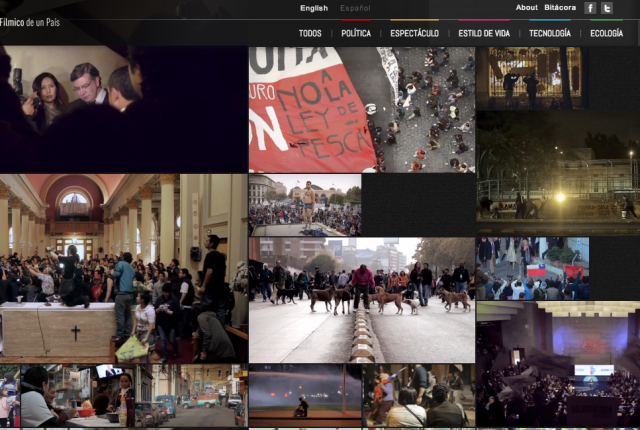 English Español
About Bitácora
Fílmico de un País
TODOS POLÍTICA ESPECTÁCULO ESTILO DE VIDA TECNOLOGÍA ECOLOGÍA
A
NO A LA
LEY DE
PESCA
URO
ON